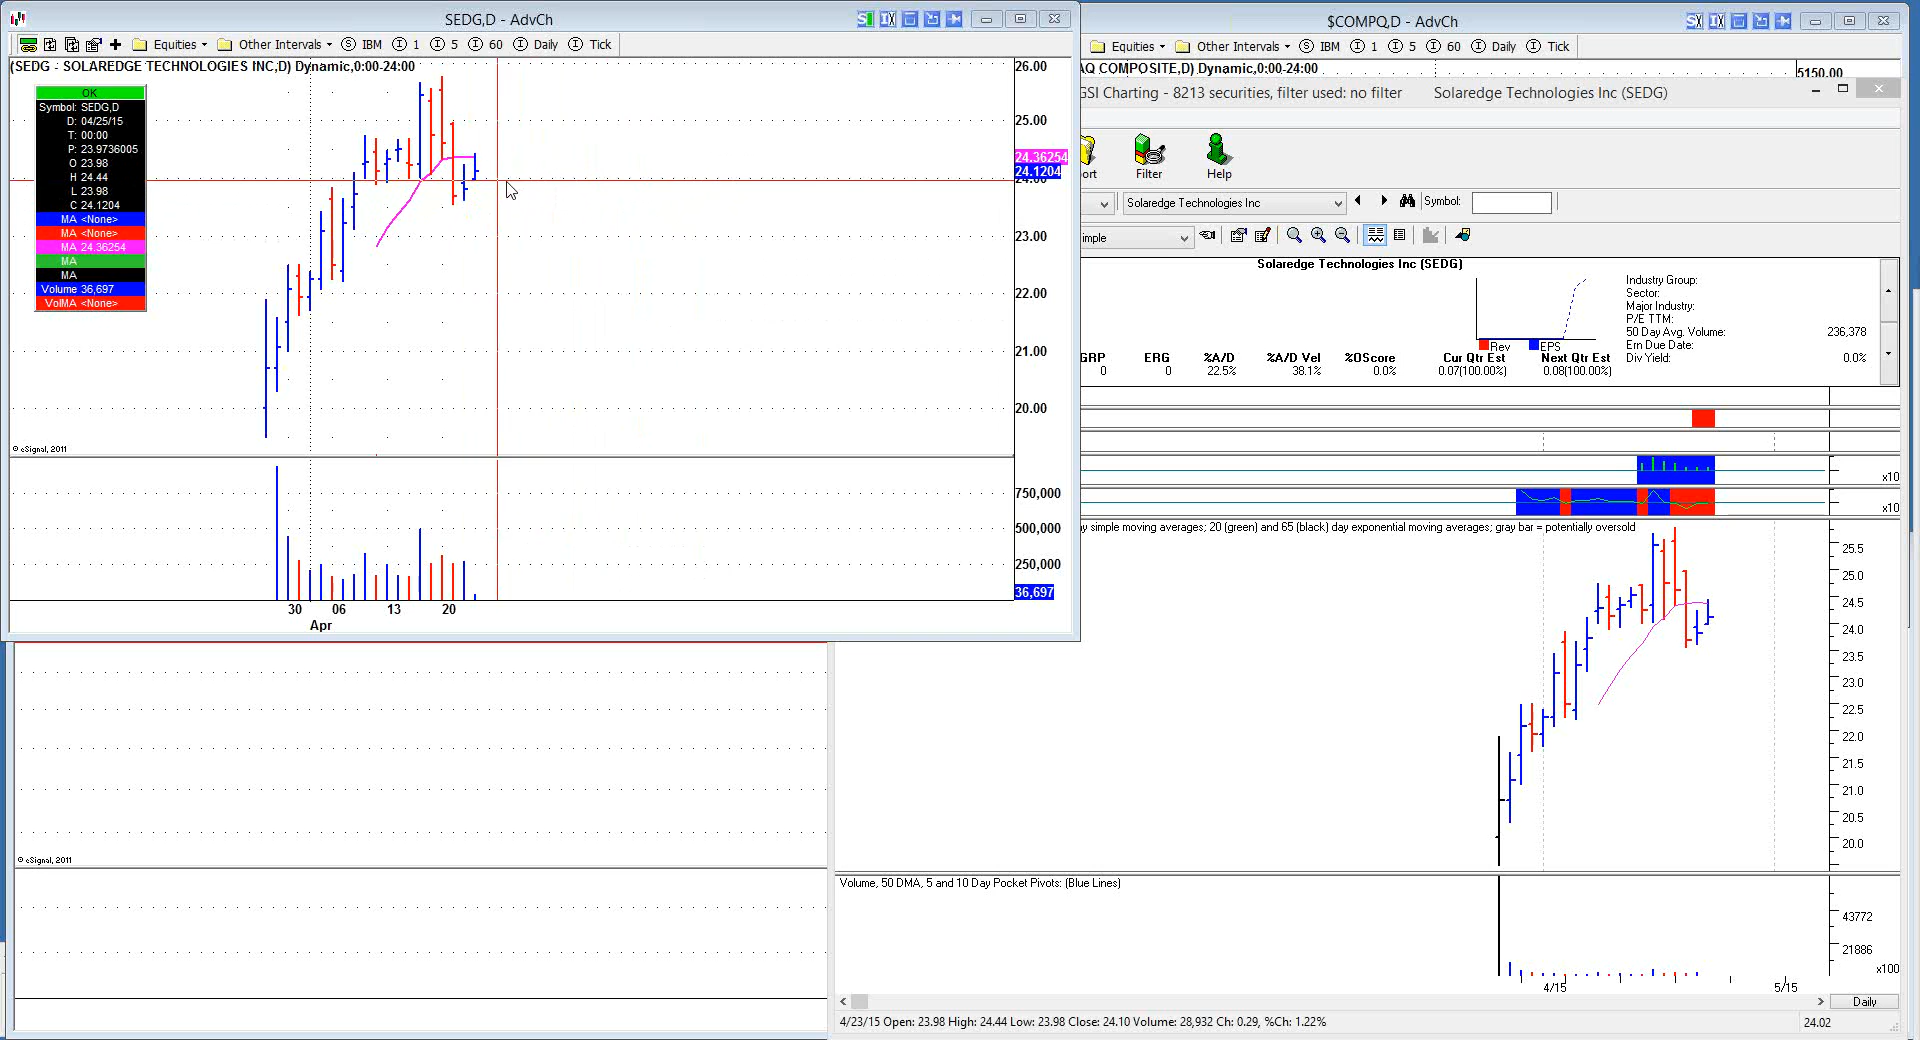 SEDG,D - AdvCh
Equities Other Intervals S IBM I 1 I 5 I 60 I Daily I Tick
(SEDG - SOLAREDGE TECHNOLOGIES INC,D) Dynamic,0:00-24:00
OK
Symbol: SEDG,D
D: 04/25/15
T: 00:00
P: 23.9736005
O 23.98
H 24.44
L 23.98
C 24.1204
MA <None>
MA <None>
MA 24.36254
MA
MA
Volume 36,697
VolMA <None>
26.00
25.00
24.36254
24.1204
24.00
23.00
22.00
21.00
20.00
© eSignal, 2011
750,000
500,000
250,000
36,697
30 06 13 20
Apr
© eSignal, 2011
$COMPQ,D - AdvCh
Equities Other Intervals S IBM I 1 I 5 I 60 I Daily I Tick
AQ COMPOSITE,D) Dynamic,0:00-24:00
5150.00
GSI Charting - 8213 securities, filter used: no filter Solaredge Technologies Inc (SEDG)
ort Filter Help
Solaredge Technologies Inc Symbol:
imple
Solaredge Technologies Inc (SEDG)
Rev EPS
Industry Group:
Sector:
Major Industry:
P/E TTM:
50 Day Avg. Volume: 236,378
Ern Due Date:
Div Yield: 0.0%
GRP ERG %A/D %A/D Vel %OScore Cur Qtr Est Next Qtr Est
0 0 22.5% 38.1% 0.0% 0.07(100.00%) 0.08(100.00%)
x10
x10
y simple moving averages; 20 (green) and 65 (black) day exponential moving averages; gray bar = potentially oversold
25.5
25.0
24.5
24.0
23.5
23.0
22.5
22.0
21.5
21.0
20.5
20.0
Volume, 50 DMA, 5 and 10 Day Pocket Pivots: (Blue Lines)
43772
21886
x100
4/15 5/15
Daily
4/23/15 Open: 23.98 High: 24.44 Low: 23.98 Close: 24.10 Volume: 28,932 Ch: 0.29, %Ch: 1.22%
24.02